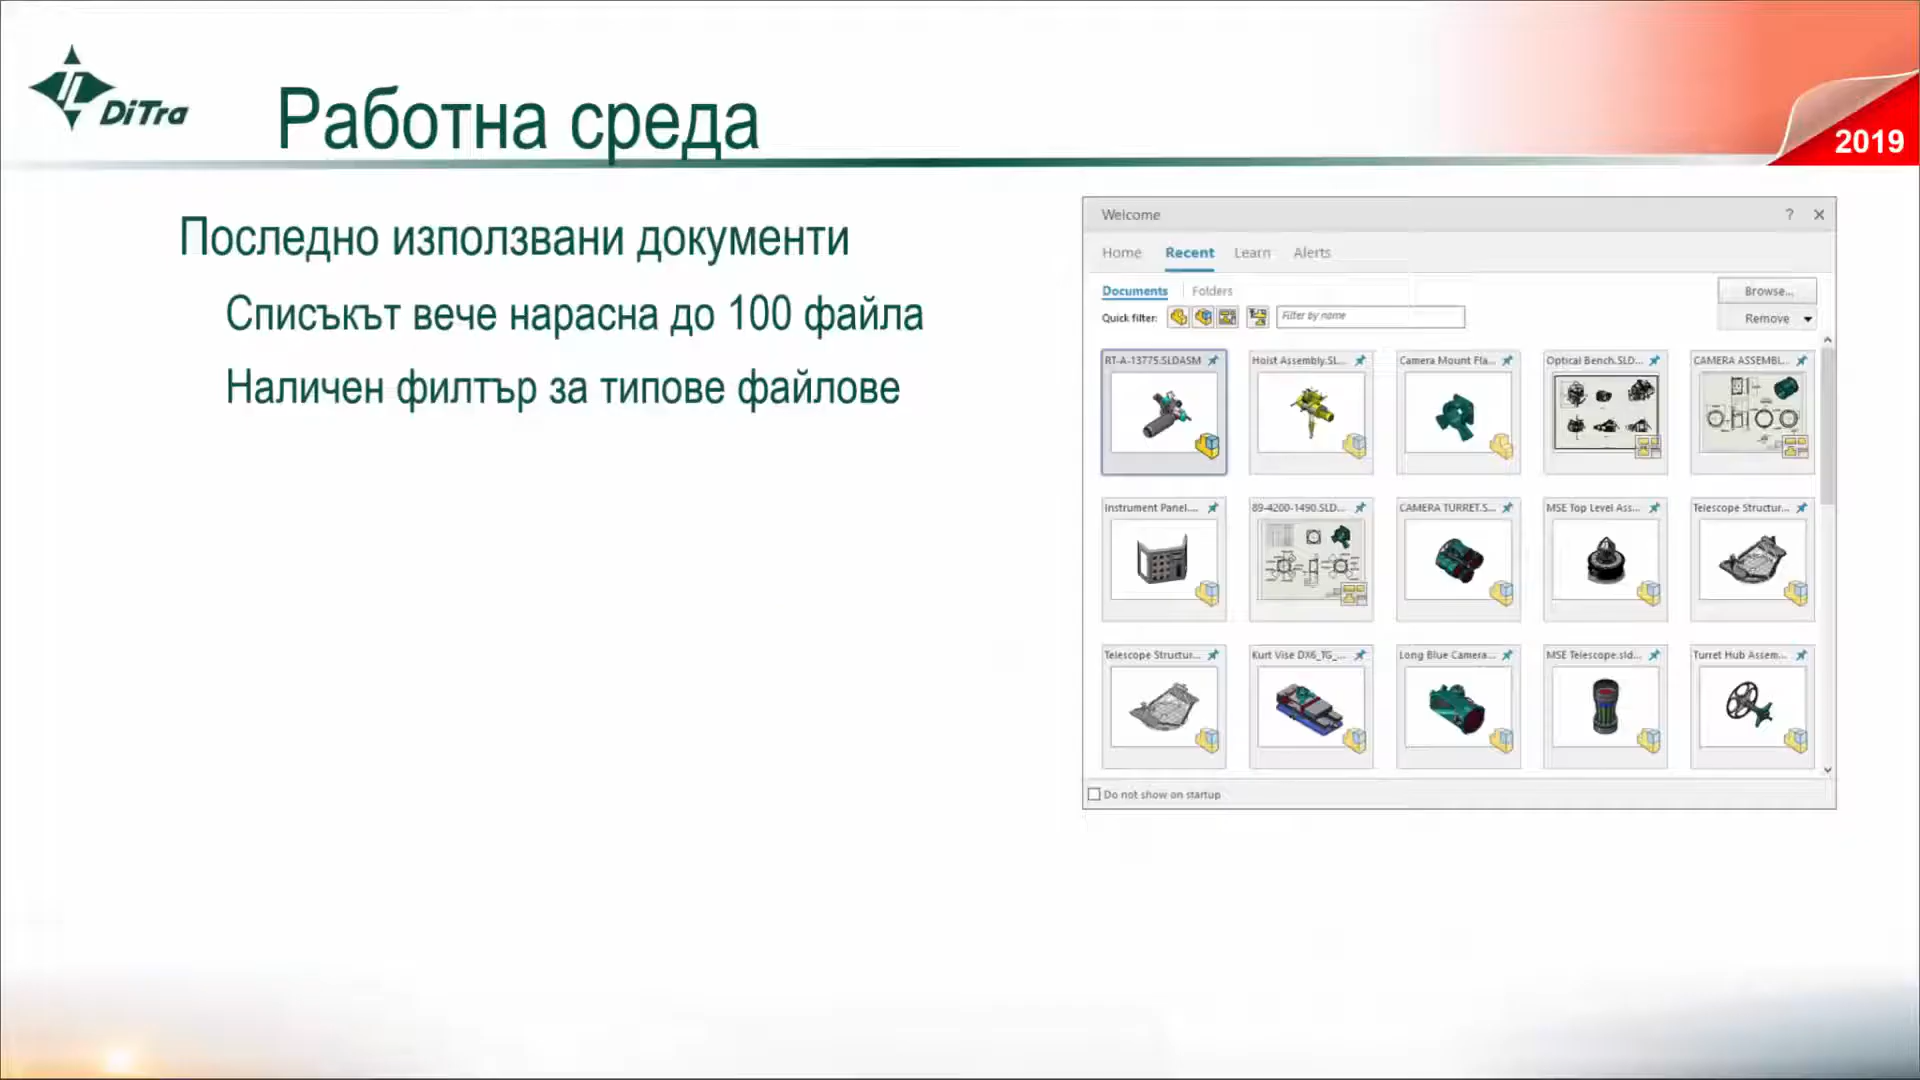 DiTra
Работна среда
2019
Последно използвани документи
Списъкът вече нарасна до 100 файла
Наличен филтър за типове файлове
Welcome
? ×
Home Recent Learn Alerts
Documents | Folders
Browse...
Quick filter:
Filter by name
Remove
RT-A-13775.SLDASM
Hoist Assembly.SL...
Camera Mount Fla...
Optical Bench.SLD...
CAMERA ASSEMBL...
Instrument Panel....
89-4200-1490.SLD...
CAMERA TURRET.S...
MSE Top Level Ass...
Telescope Structur...
Telescope Structur...
Kurt Vise DX6_TG_...
Long Blue Camera...
MSE Telescope.sld...
Turret Hub Assem...
Do not show on startup